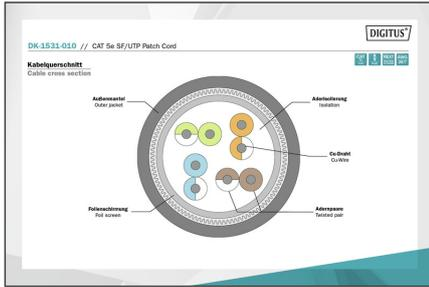 DIGITUS®
DK-1531-010 // CAT 5e SF/UTP Patch Cord
Kabelquerschnitt
Cable cross section
Außenmantel
Outer jacket
Aderisolierung
Isolation
Cu-Draht
Cu-Wire
Folienschirmung
Foil screen
Adernpaare
Twisted pair